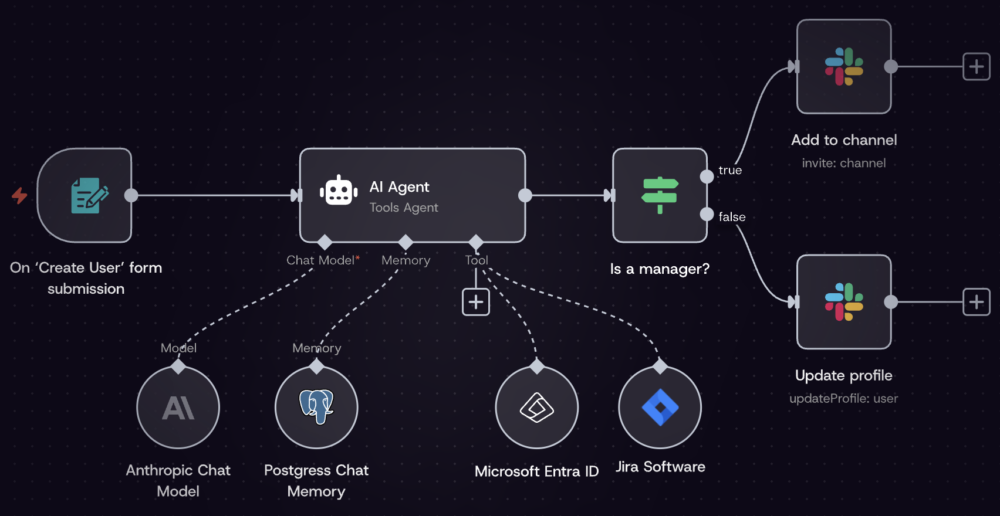 On ‘Create User’ form
submission
AI Agent
Tools Agent
Chat Model*
Memory
Tool
Model
Memory
Anthropic Chat
Model
Postgress Chat
Memory
Microsoft Entra ID
Jira Software
Is a manager?
true
false
Add to channel
invite: channel
Update profile
updateProfile: user